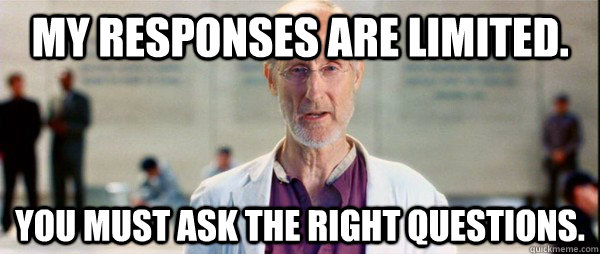 MY RESPONSES ARE LIMITED.
YOU MUST ASK THE RIGHT QUESTIONS.
quickmeme.com